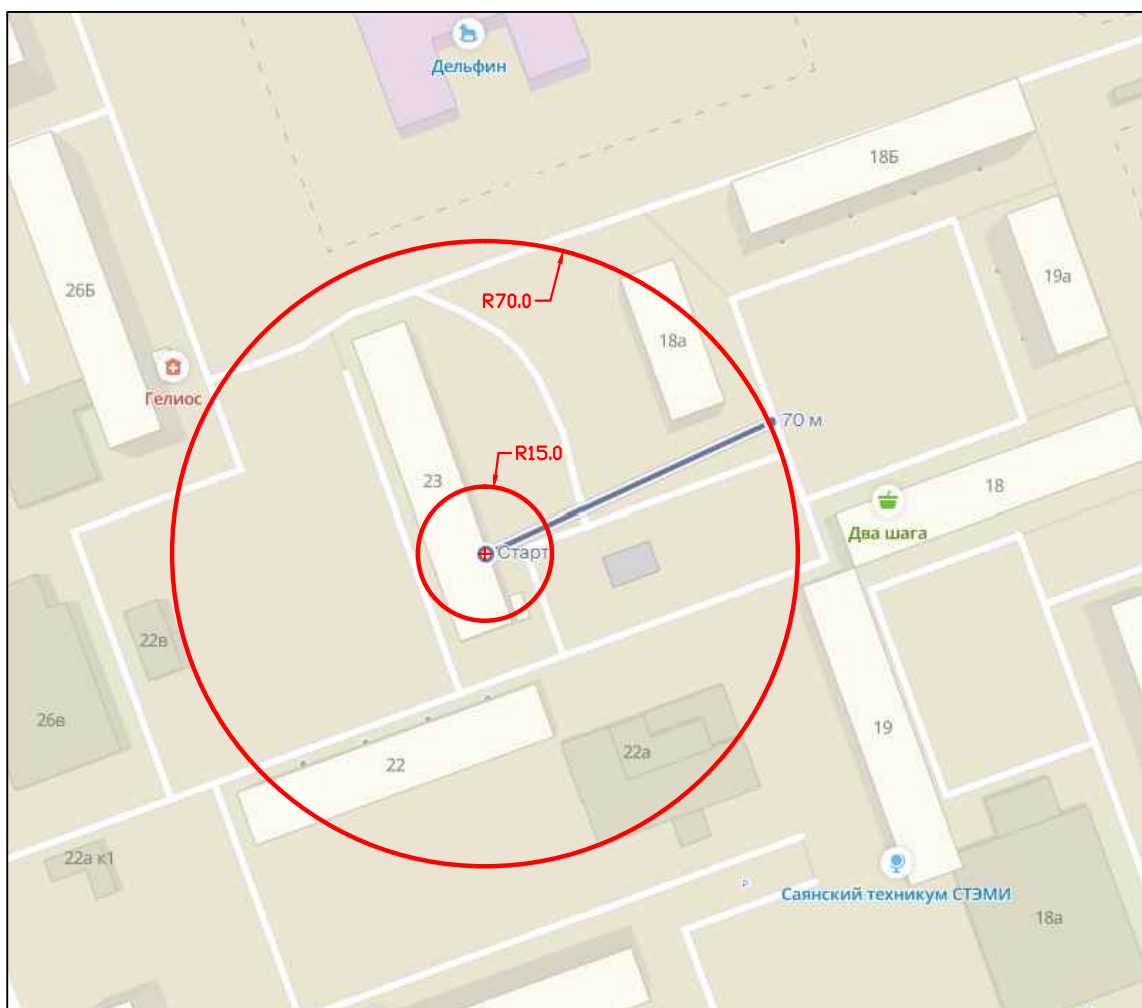 Дельфин
18Б
19а
26Б
R70.0
18а
Гелиос
70 м
R15.0
23
18
Два шага
Старт
22в
26в
19
22а
22
22а к1
Р
Саянский техникум СТЭМИ
18а